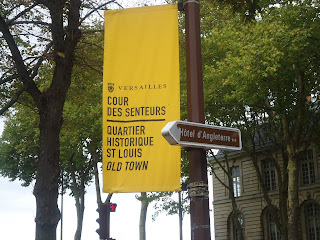 VERSAILLES
COUR
DES SENTEURS
QUARTIER
HISTORIQUE
ST LOUIS
OLD TOWN
Hôtel d'Angleterre